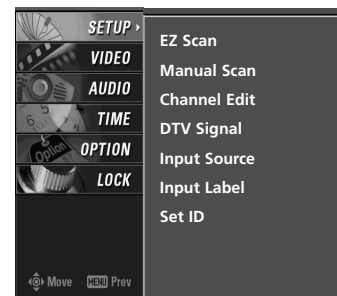 SETUP
VIDEO
AUDIO
TIME
OPTION
LOCK
Move MENU Prev
EZ Scan
Manual Scan
Channel Edit
DTV Signal
Input Source
Input Label
Set ID